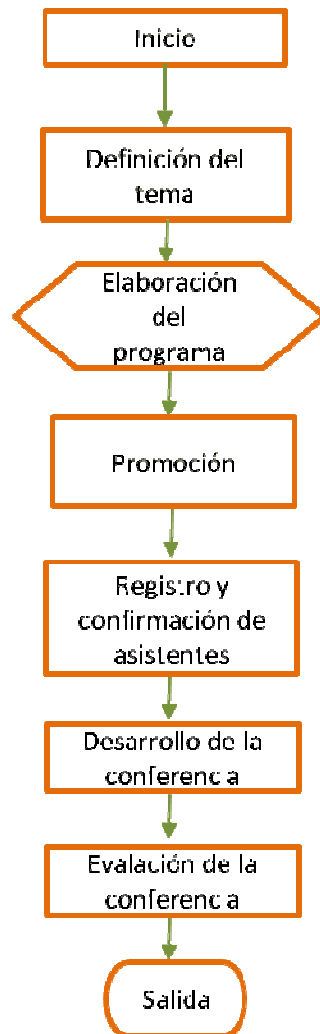 Inicio
Definición del
tema
Elaboración
del
programa
Promoción
Registro y
confirmación de
asistentes
Desarrollo de la
conferencia
Evalación de la
conferencia
Salida